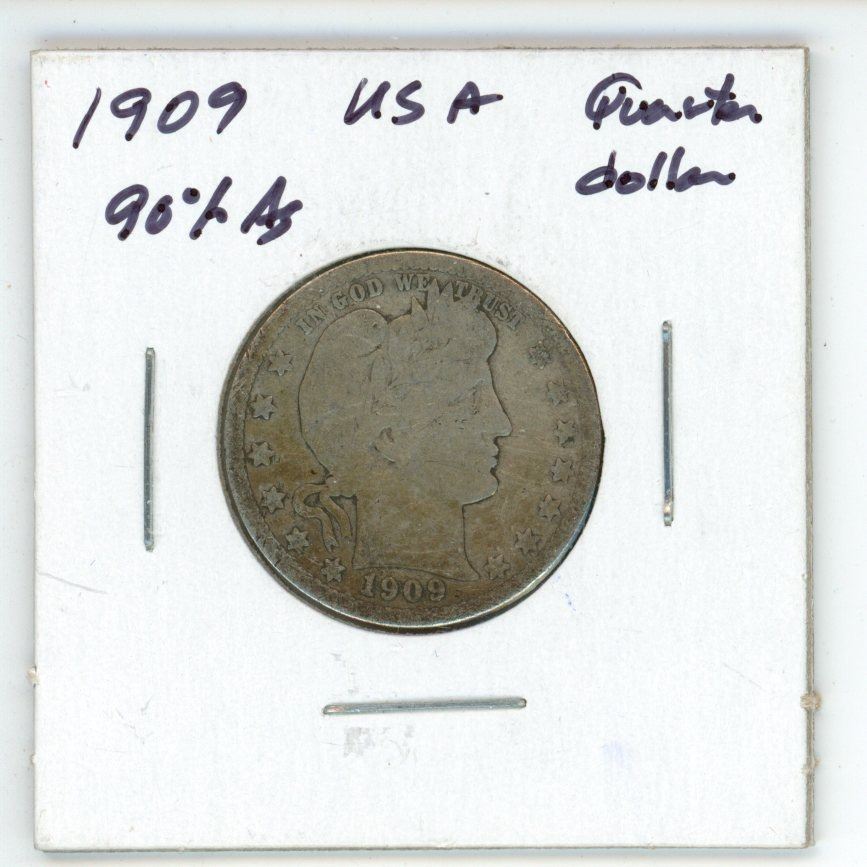 1909 USA Quarter
90% Ag dollar
IN GOD WE TRUST
1909